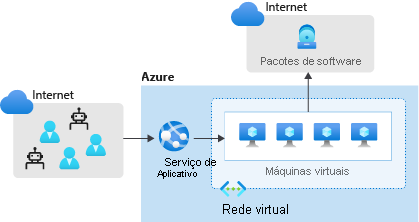 Internet
Pacotes de software
Azure
Internet
Serviço de
Aplicativo
Máquinas virtuais
Rede virtual